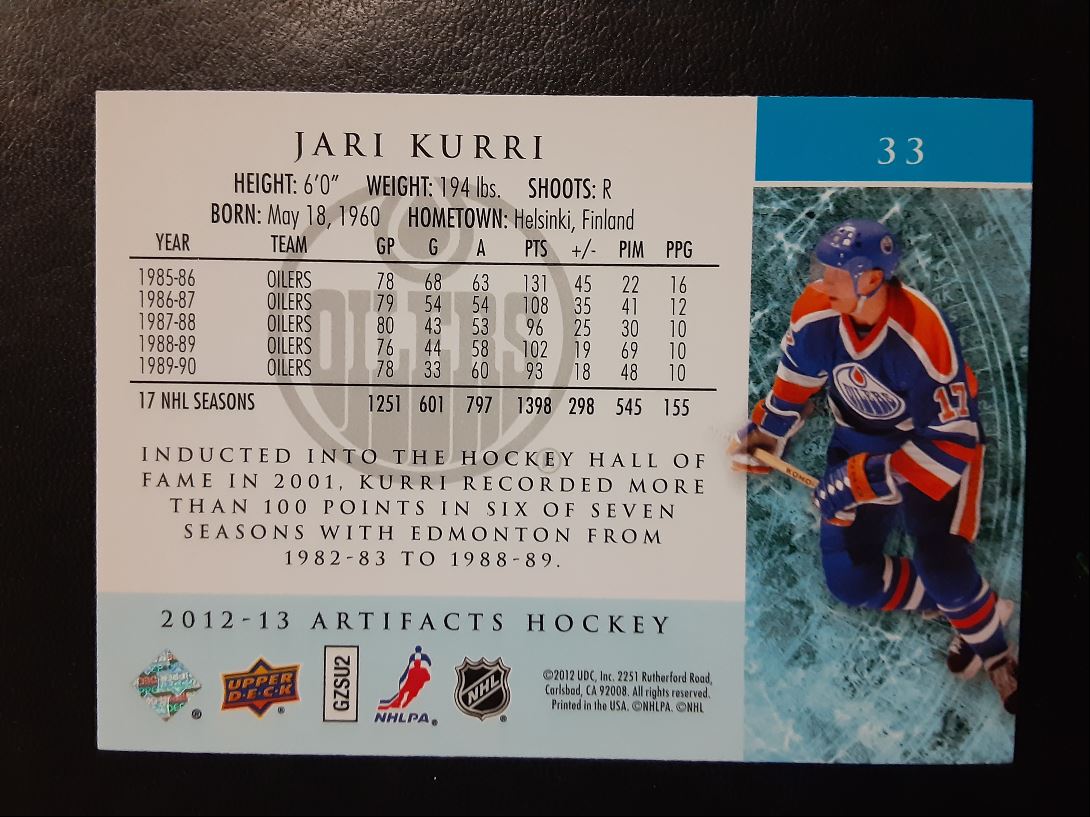 JARI KURRI
33
HEIGHT: 6'0" WEIGHT: 194 lbs. SHOOTS: R
BORN: May 18, 1960 HOMETOWN: Helsinki, Finland
YEAR TEAM GP G A PTS +/- PIM PPG
1985-86 OILERS 78 68 63 131 45 22 16
1986-87 OILERS 79 54 54 108 35 41 12
1987-88 OILERS 80 43 53 96 25 30 10
1988-89 OILERS 76 44 58 102 19 69 10
1989-90 OILERS 78 33 60 93 18 48 10
17 NHL SEASONS 1251 601 797 1398 298 545 155
OILERS
INDUCTED INTO THE HOCKEY HALL OF
FAME IN 2001, KURRI RECORDED MORE
THAN 100 POINTS IN SIX OF SEVEN
SEASONS WITH EDMONTON FROM
1982-83 TO 1988-89.
OILERS
17
2012-13 ARTIFACTS HOCKEY
UPPER
D·E·C·K
®
GZSU2
NHLPA®
NHL
®
©2012 UDC, Inc. 2251 Rutherford Road,
Carlsbad, CA 92008. All rights reserved.
Printed in the USA. ©NHLPA. ©NHL